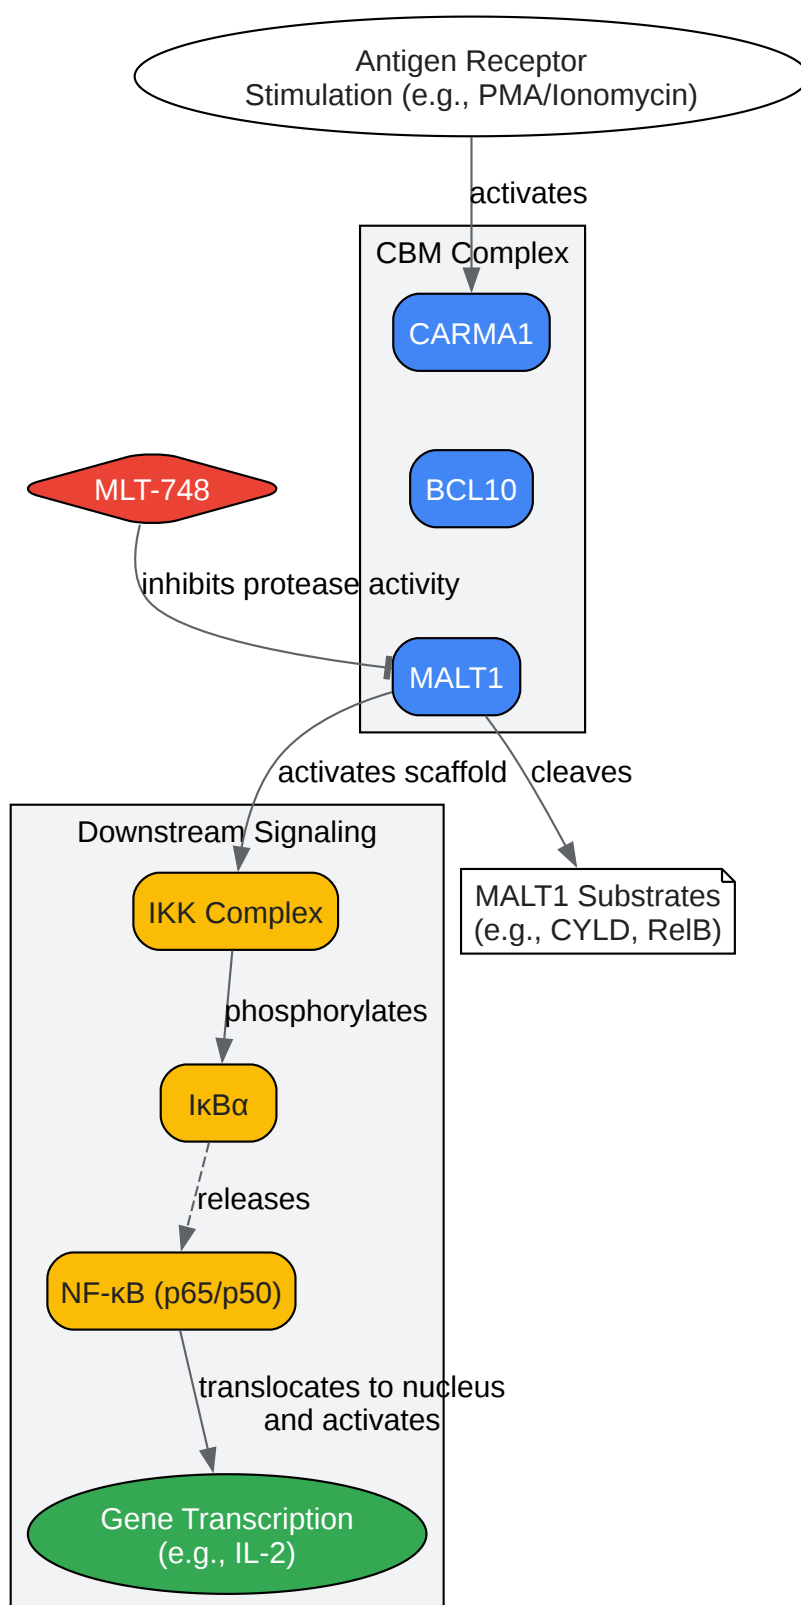 Antigen Receptor
Stimulation (e.g., PMA/Ionomycin)
activates
CBM Complex
CARMA1
BCL10
MLT-748
inhibits protease activity
MALT1
activates scaffold
cleaves
Downstream Signaling
IKK Complex
MALT1 Substrates
(e.g., CYLD, RelB)
phosphorylates
IκBα
releases
NF-κB (p65/p50)
translocates to nucleus
and activates
Gene Transcription
(e.g., IL-2)